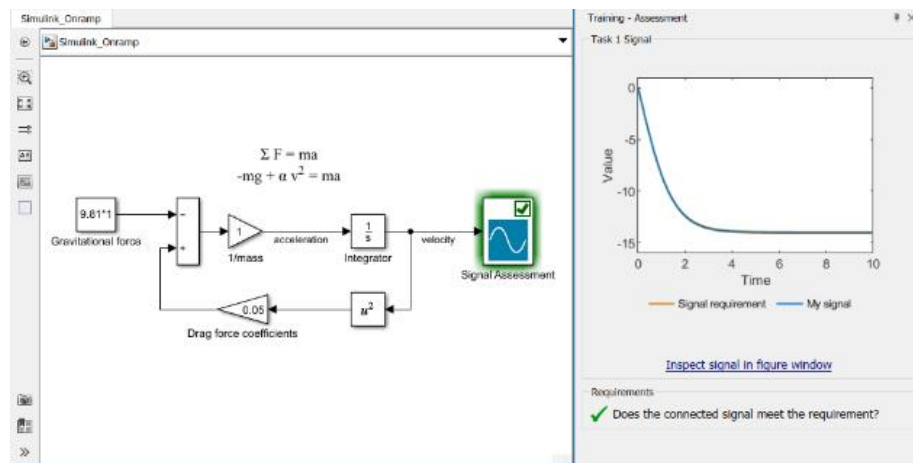 Simulink_Onramp
Simulink_Onramp
Σ F = ma
-mg + α v² = ma
9.81*1
Gravitational force
−
+
1
1/mass
acceleration
1
s
Integrator
velocity
Signal Assessment
0.05
Drag force coefficients
u²
Training - Assessment
Task 1 Signal
0
-5
-10
-15
Value
0 2 4 6 8 10
Time
Signal requirement My signal
Inspect signal in figure window
Requirements
Does the connected signal meet the requirement?